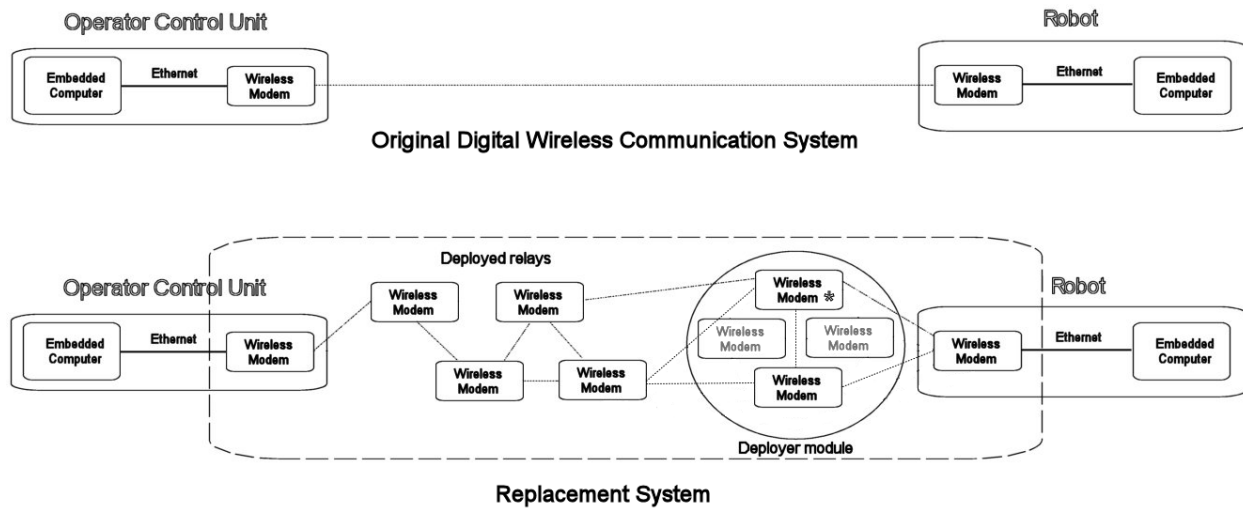 Operator Control Unit
Robot
Embedded
Computer
Ethernet
Wireless
Modem
Wireless
Modem
Ethernet
Embedded
Computer
Original Digital Wireless Communication System
Operator Control Unit
Deployed relays
Robot
Embedded
Computer
Ethernet
Wireless
Modem
Wireless
Modem
Wireless
Modem
Wireless
Modem
Wireless
Modem
Wireless
Modem *
Wireless
Modem
Wireless
Modem
Wireless
Modem
Deployer module
Wireless
Modem
Ethernet
Embedded
Computer
Replacement System